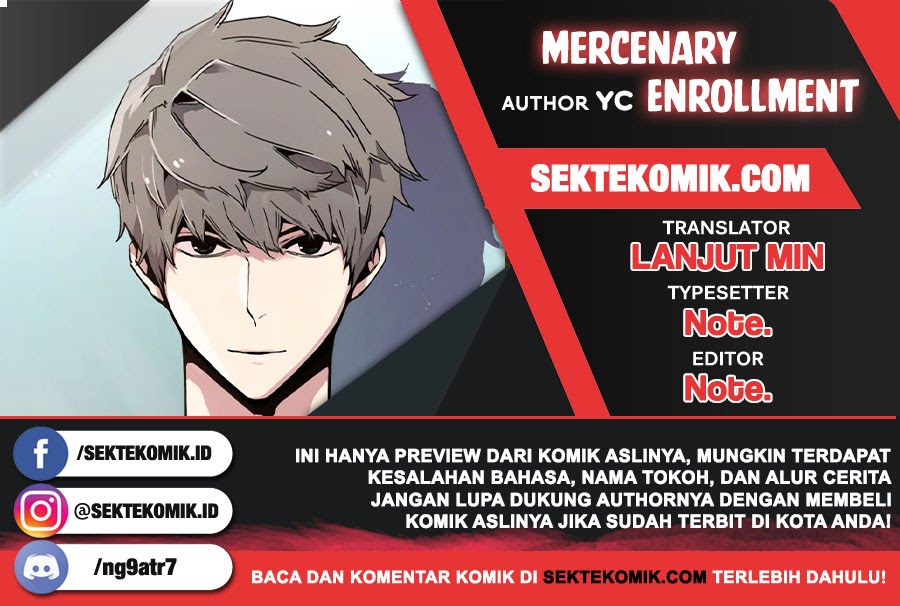 MERCENARY
AUTHOR YC ENROLLMENT
SEKTEKOMIK.COM
TRANSLATOR
LANJUT MIN
TYPESETTER
Note.
EDITOR
Note.
/SEKTEKOMIK.ID
@SEKTEKOMIK.ID
/ng9atr7
INI HANYA PREVIEW DARI KOMIK ASLINYA, MUNGKIN TERDAPAT
KESALAHAN BAHASA, NAMA TOKOH, DAN ALUR CERITA
JANGAN LUPA DUKUNG AUTHORNYA DENGAN MEMBELI
KOMIK ASLINYA JIKA SUDAH TERBIT DI KOTA ANDA!
BACA DAN KOMENTAR KOMIK DI SEKTEKOMIK.COM TERLEBIH DAHULU!